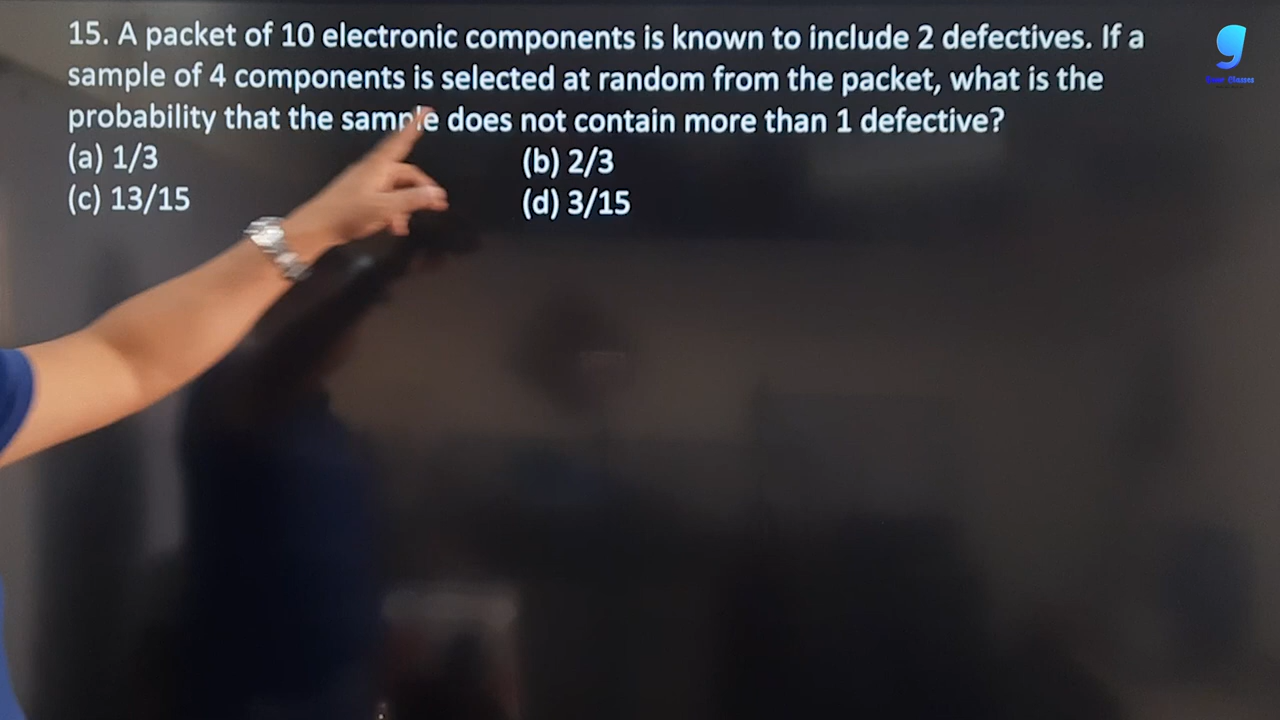 15. A packet of 10 electronic components is known to include 2 defectives. If a
sample of 4 components is selected at random from the packet, what is the
probability that the sample does not contain more than 1 defective?
(a) 1/3 (b) 2/3
(c) 13/15 (d) 3/15